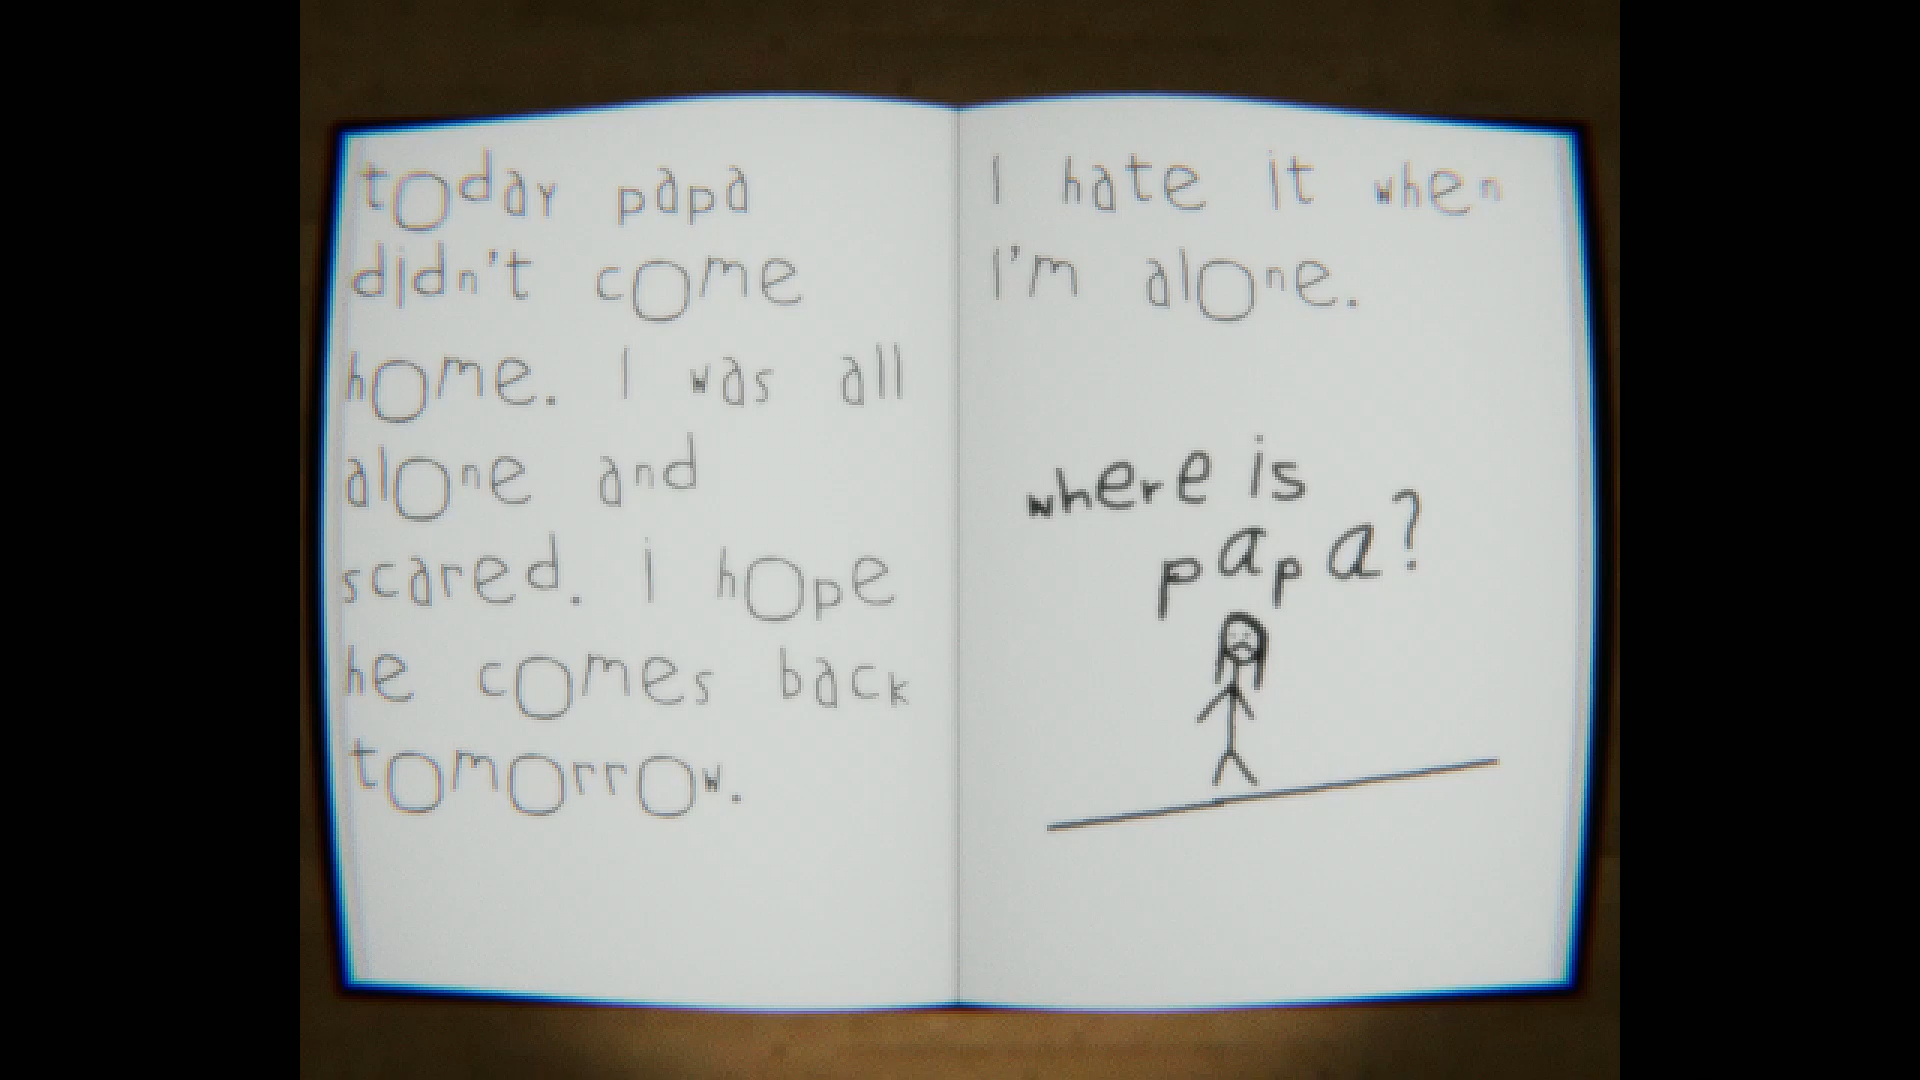 today papa
didn't come
home. I was all
alone and
scared. i hope
he comes back
tomorrow.
I hate it when
I'm alone.
where is
papa?